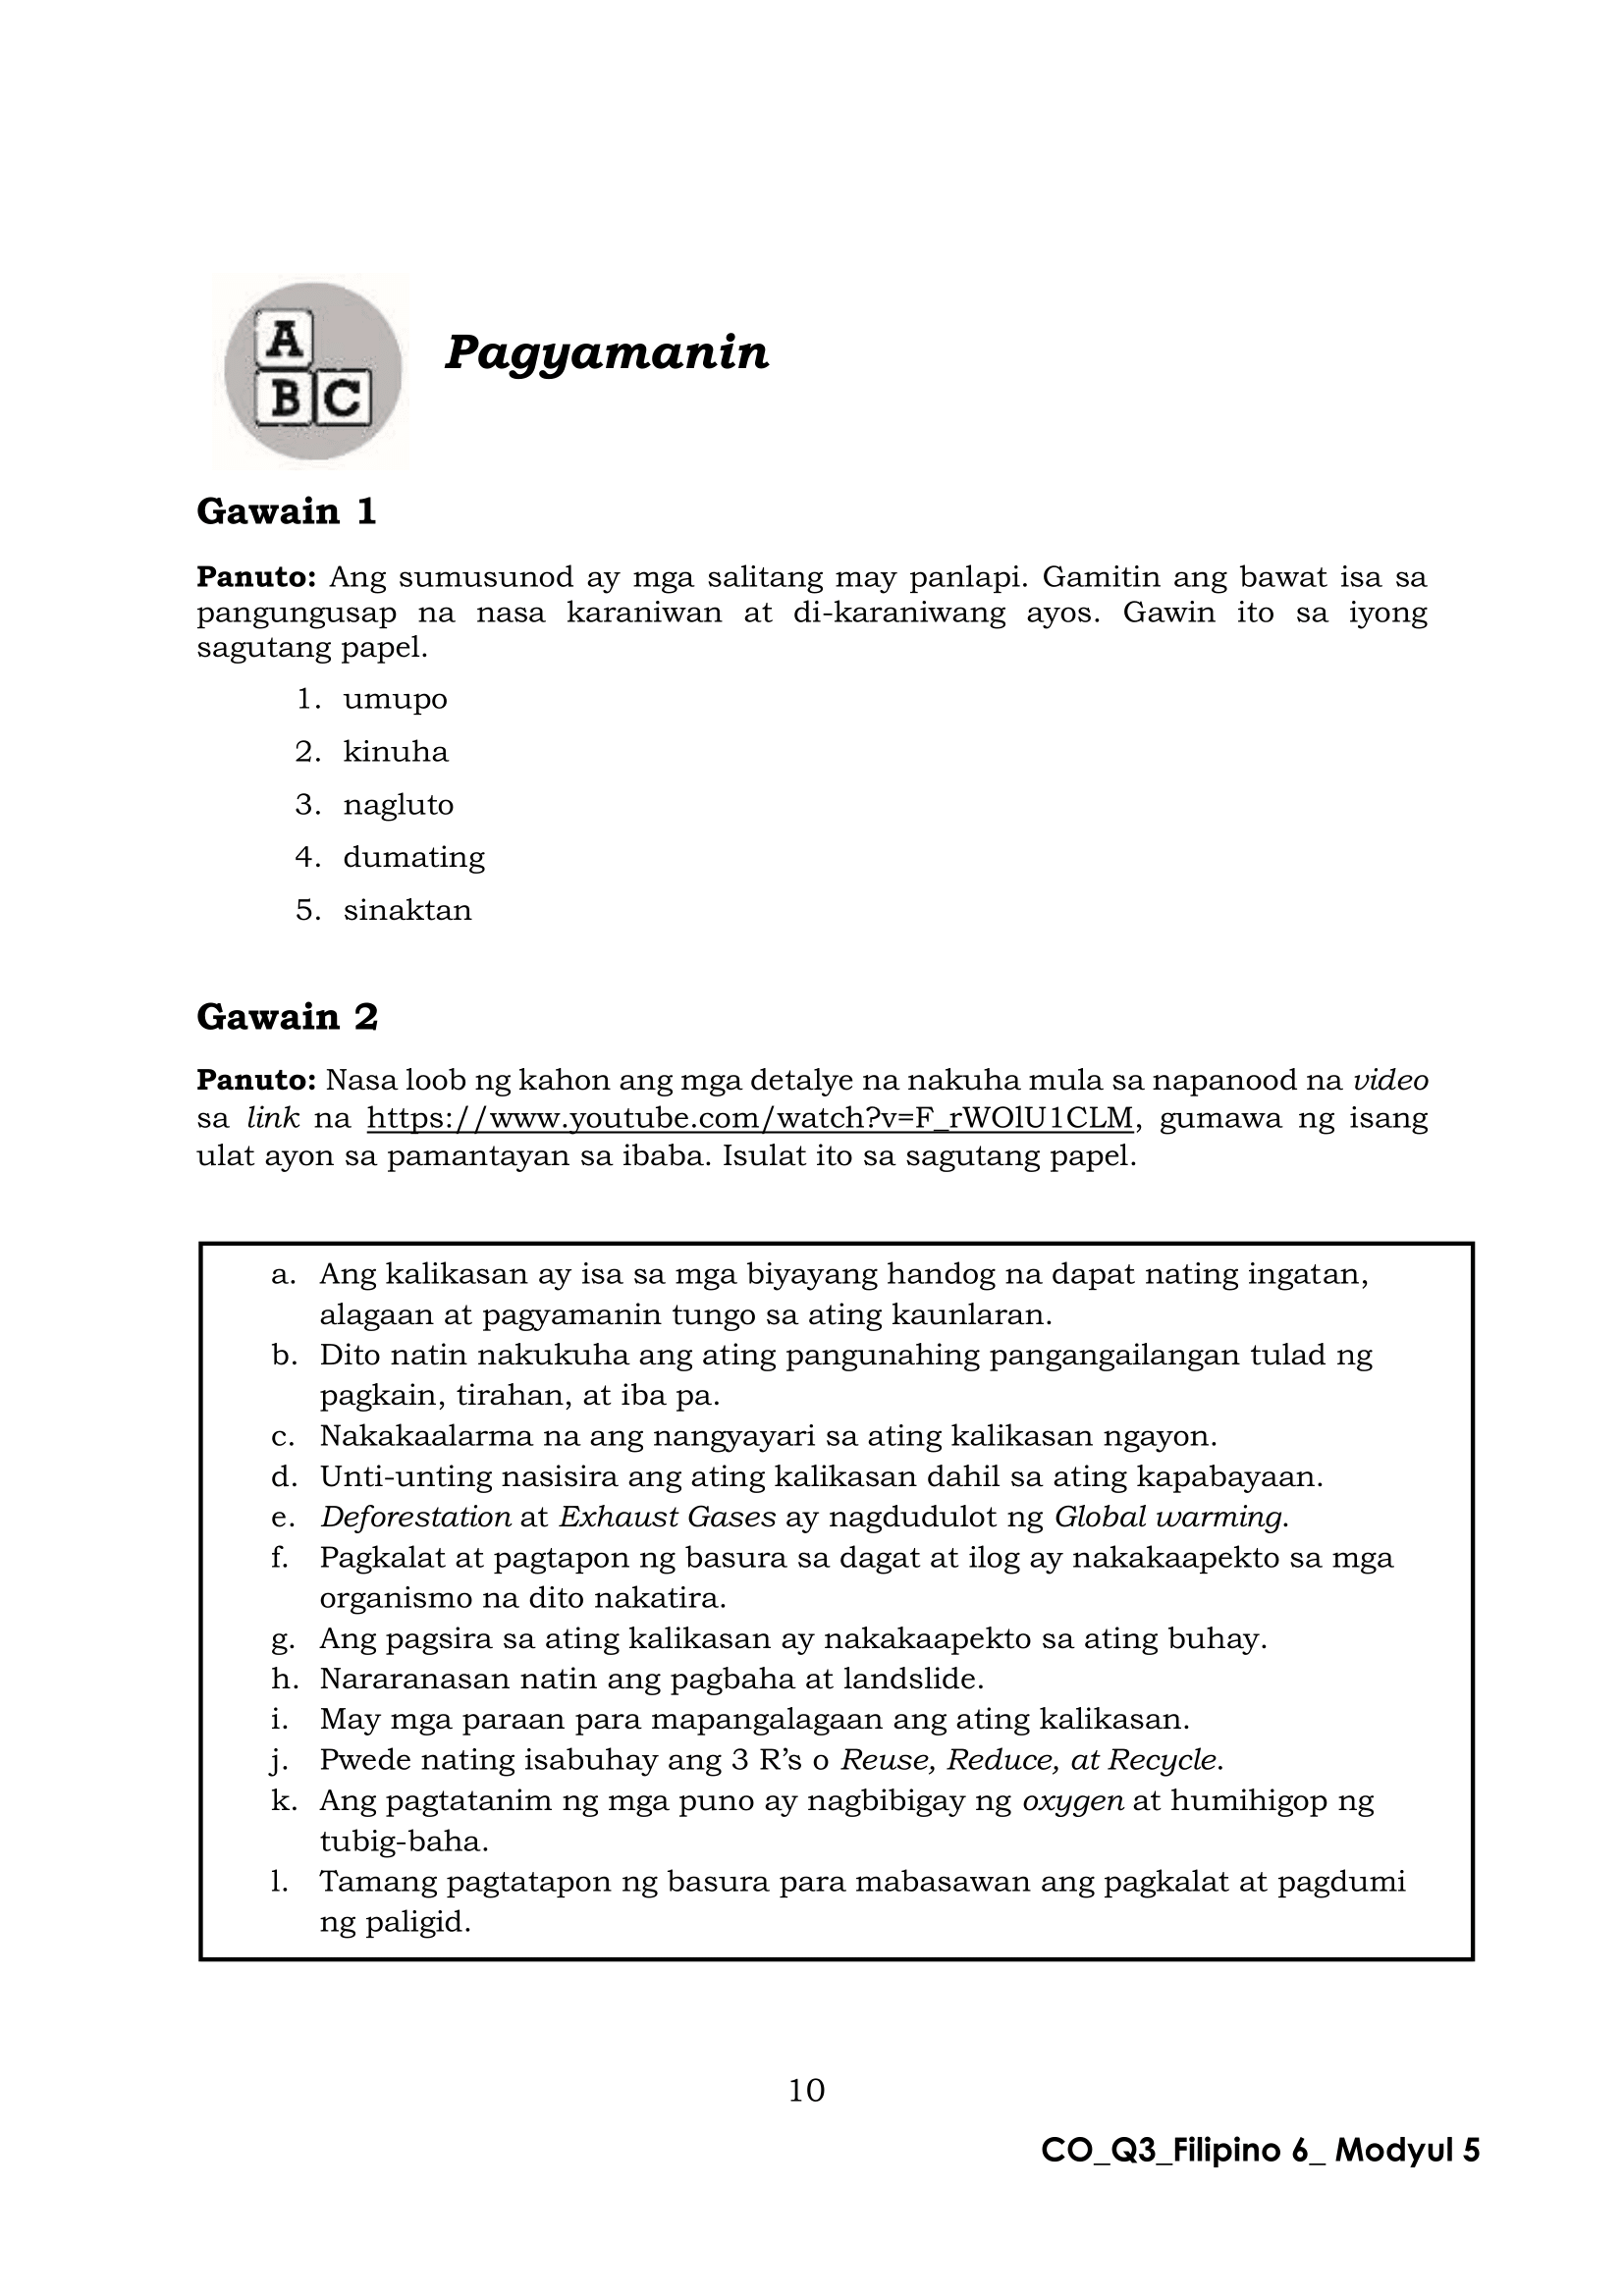 A
B C
Pagyamanin
Gawain 1
Panuto: Ang sumusunod ay mga salitang may panlapi. Gamitin ang bawat isa sa
pangungusap na nasa karaniwan at di-karaniwang ayos. Gawin ito sa iyong
sagutang papel.
1. umupo
2. kinuha
3. nagluto
4. dumating
5. sinaktan
Gawain 2
Panuto: Nasa loob ng kahon ang mga detalye na nakuha mula sa napanood na video
sa link na https://www.youtube.com/watch?v=F_rWOlU1CLM, gumawa ng isang
ulat ayon sa pamantayan sa ibaba. Isulat ito sa sagutang papel.
a. Ang kalikasan ay isa sa mga biyayang handog na dapat nating ingatan,
alagaan at pagyamanin tungo sa ating kaunlaran.
b. Dito natin nakukuha ang ating pangunahing pangangailangan tulad ng
pagkain, tirahan, at iba pa.
c. Nakakaalarma na ang nangyayari sa ating kalikasan ngayon.
d. Unti-unting nasisira ang ating kalikasan dahil sa ating kapabayaan.
e. Deforestation at Exhaust Gases ay nagdudulot ng Global warming.
f. Pagkalat at pagtapon ng basura sa dagat at ilog ay nakakaapekto sa mga
organismo na dito nakatira.
g. Ang pagsira sa ating kalikasan ay nakakaapekto sa ating buhay.
h. Nararanasan natin ang pagbaha at landslide.
i. May mga paraan para mapangalagaan ang ating kalikasan.
j. Pwede nating isabuhay ang 3 R’s o Reuse, Reduce, at Recycle.
k. Ang pagtatanim ng mga puno ay nagbibigay ng oxygen at humihigop ng
tubig-baha.
l. Tamang pagtatapon ng basura para mabasawan ang pagkalat at pagdumi
ng paligid.
10
CO_Q3_Filipino 6_ Modyul 5